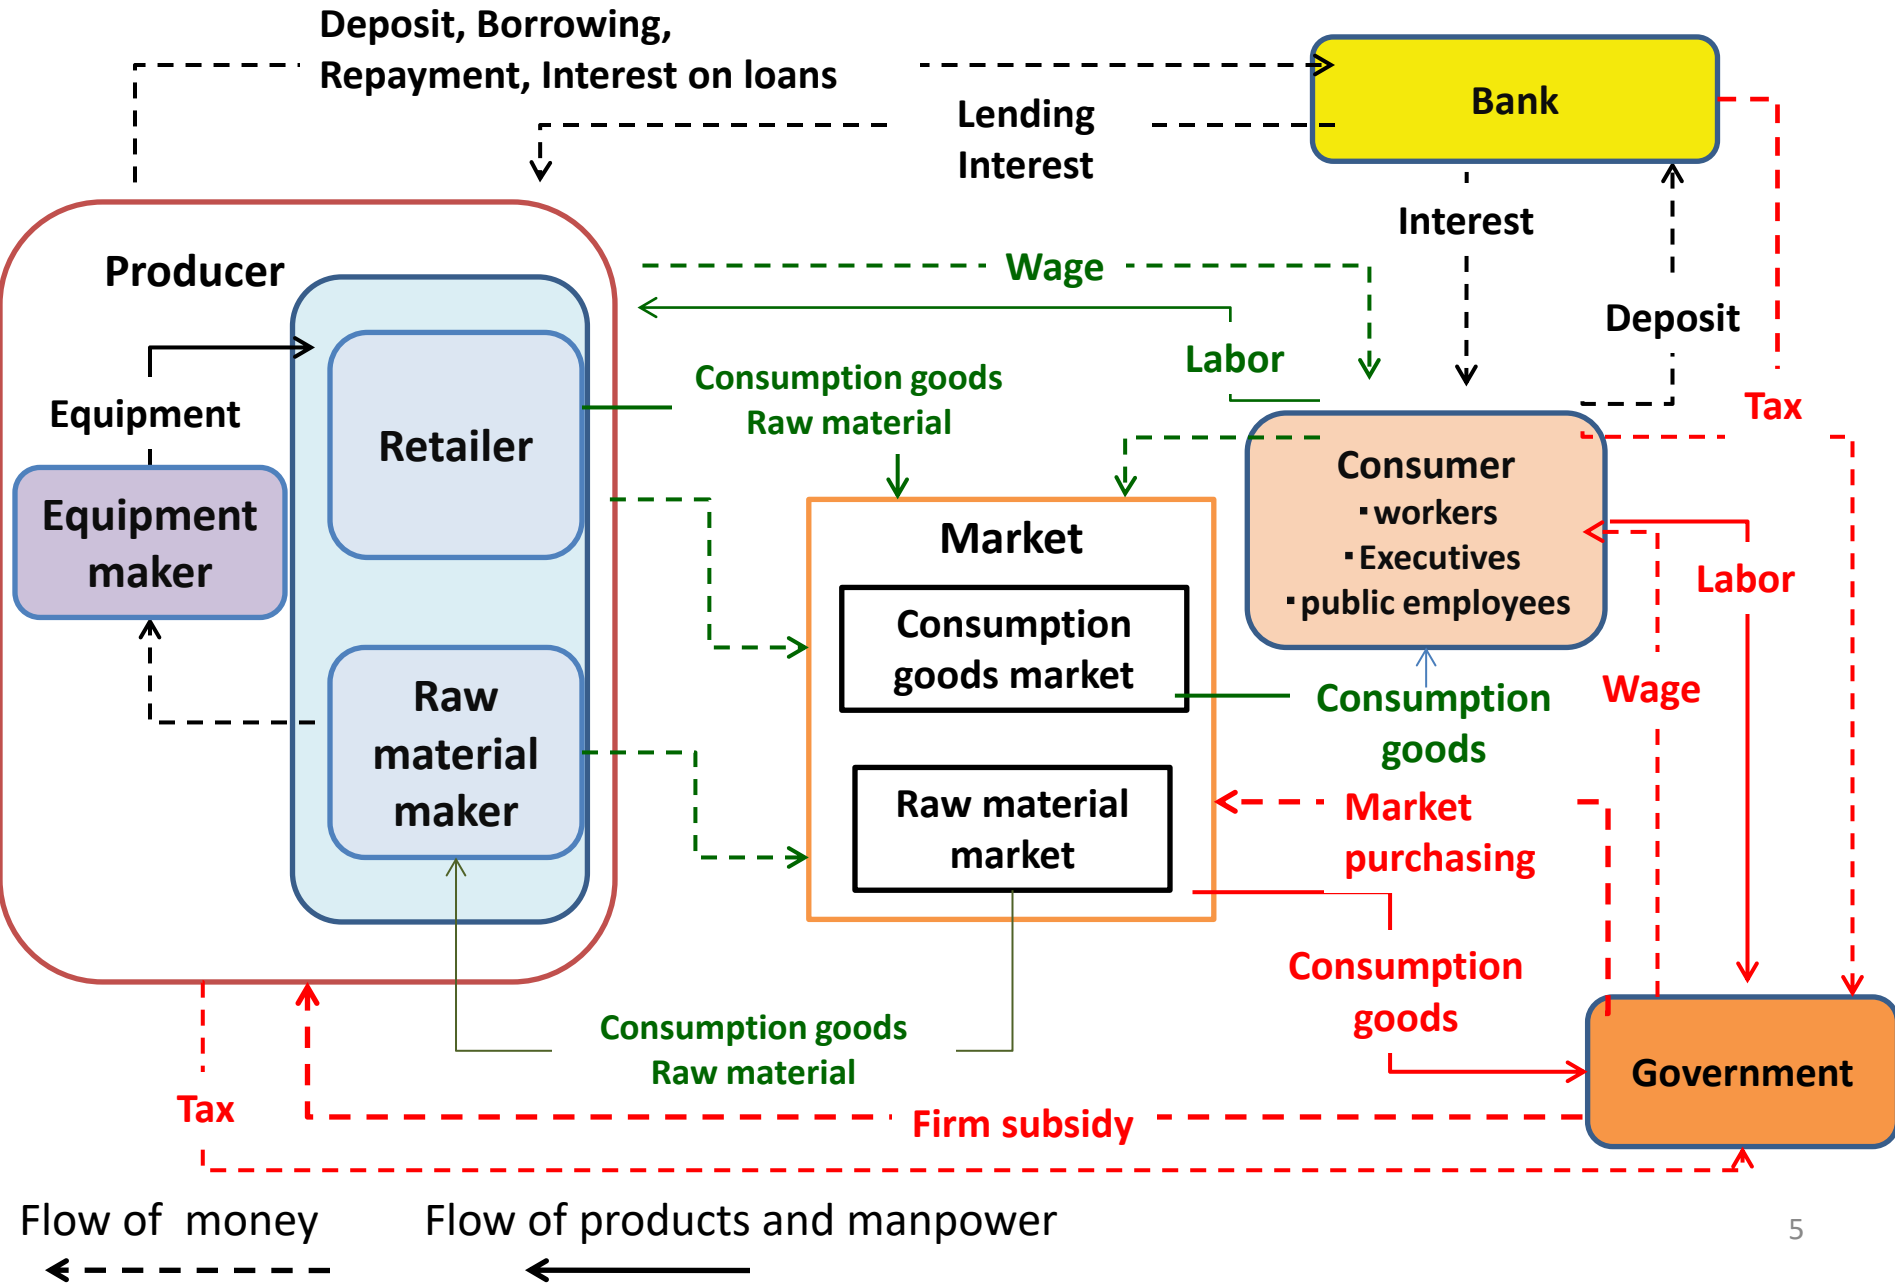 Deposit, Borrowing,
Repayment, Interest on loans
Bank
Lending
Interest
Interest
Producer
Wage
Deposit
Labor
Consumption goods
Raw material
Tax
Equipment
Retailer
Consumer
▪workers
▪Executives
▪public employees
Equipment
maker
Market
Labor
Consumption
goods market
Raw
material
maker
Consumption
goods
Wage
Raw material
market
Market
purchasing
Consumption
goods
Consumption goods
Raw material
Government
Tax
Firm subsidy
Flow of money
Flow of products and manpower
5